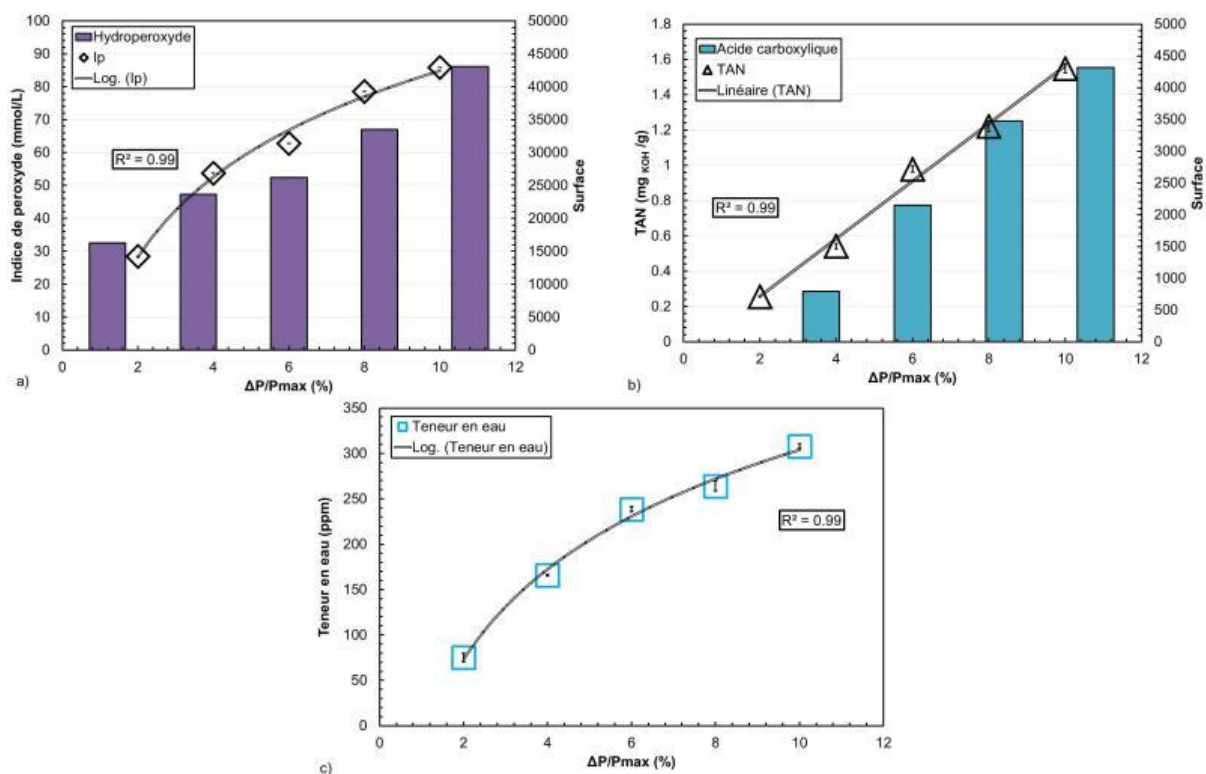 Hydroperoxyde
Ip
Log. (Ip)
R² = 0.99
Indice de peroxyde (mmol/L)
100
90
80
70
60
50
40
30
20
10
0
50000
45000
40000
35000
30000
25000
20000
15000
10000
5000
0
Surface
0 2 4 6 8 10 12
ΔP/Pmax (%)
a)
Acide carboxylique
TAN
Linéaire (TAN)
R² = 0.99
TAN (mg KOH /g)
1.8
1.6
1.4
1.2
1
0.8
0.6
0.4
0.2
0
5000
4500
4000
3500
3000
2500
2000
1500
1000
500
0
Surface
0 2 4 6 8 10 12
ΔP/Pmax (%)
b)
Teneur en eau
Log. (Teneur en eau)
R² = 0.99
Teneur en eau (ppm)
350
300
250
200
150
100
50
0
0 2 4 6 8 10 12
ΔP/Pmax (%)
c)